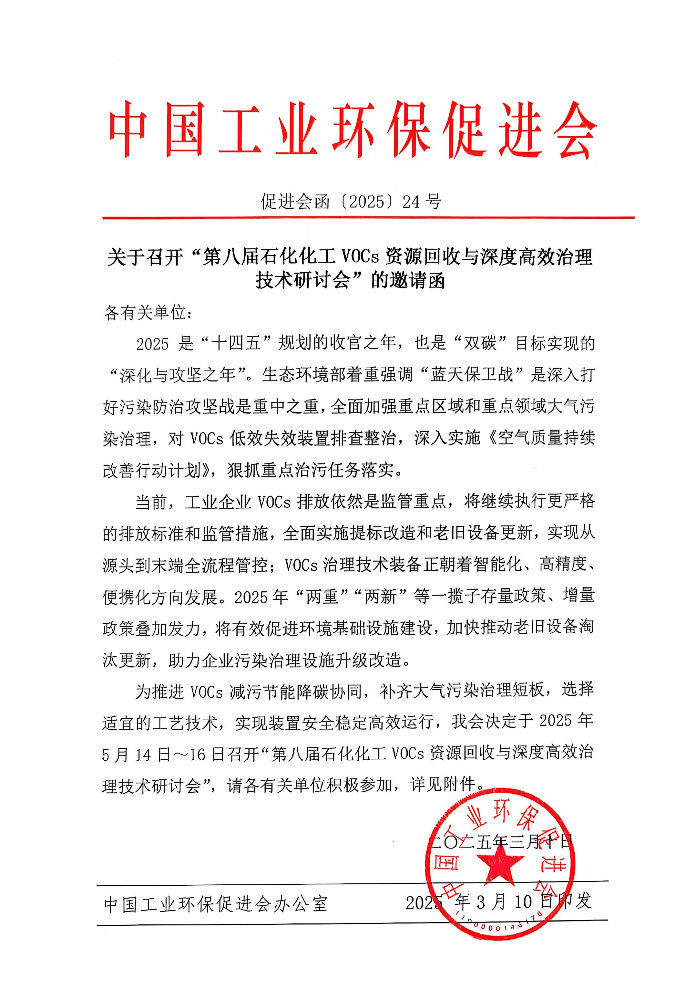 中国工业环保促进会
促进会函〔2025〕24号
关于召开“第八届石化化工VOCs资源回收与深度高效治理
技术研讨会”的邀请函
各有关单位：
2025 是“十四五”规划的收官之年，也是“双碳”目标实现的
“深化与攻坚之年”。生态环境部着重强调“蓝天保卫战”是深入打
好污染防治攻坚战是重中之重，全面加强重点区域和重点领域大气污
染治理，对 VOCs 低效失效装置排查整治，深入实施《空气质量持续
改善行动计划》，狠抓重点治污任务落实。
当前，工业企业 VOCs 排放依然是监管重点，将继续执行更严格
的排放标准和监管措施，全面实施提标改造和老旧设备更新，实现从
源头到末端全流程管控；VOCs 治理技术装备正朝着智能化、高精度、
便携化方向发展。2025 年“两重”“两新”等一揽子存量政策、增量
政策叠加发力，将有效促进环境基础设施建设，加快推动老旧设备淘
汰更新，助力企业污染治理设施升级改造。
为推进 VOCs 减污节能降碳协同，补齐大气污染治理短板，选择
适宜的工艺技术，实现装置安全稳定高效运行，我会决定于 2025 年
5 月 14 日～16 日召开“第八届石化化工 VOCs 资源回收与深度高效治
理技术研讨会”，请各有关单位积极参加，详见附件。
二〇二五年三月十日
中国工业环保促进会
中国工业环保促进会办公室 2025 年 3 月 10 日印发